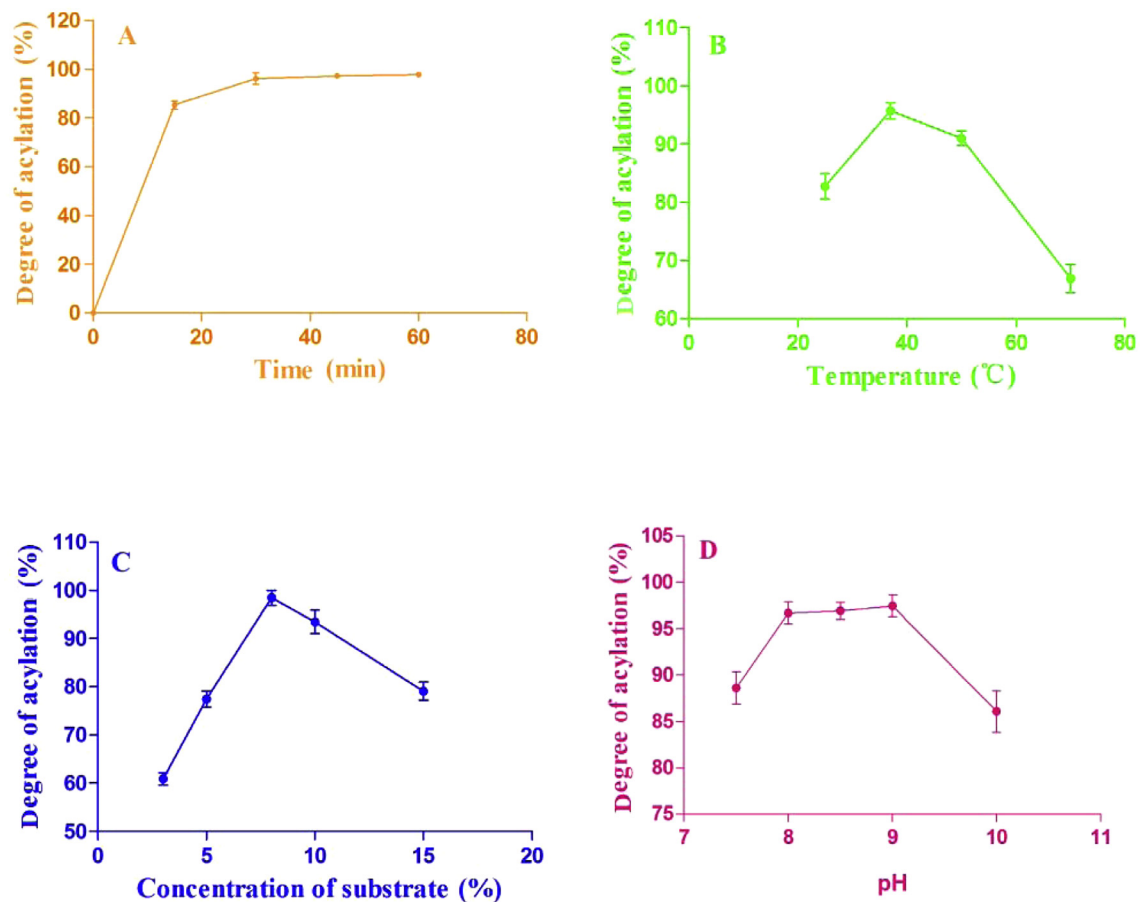 A
Degree of acylation (%)
120
100
80
60
40
20
0
0 20 40 60 80
Time (min)
B
Degree of acylation (%)
110
100
90
80
70
60
0 20 40 60 80
Temperature (℃)
C
Degree of acylation (%)
110
100
90
80
70
60
50
0 5 10 15 20
Concentration of substrate (%)
D
Degree of acylation (%)
105
100
95
90
85
80
75
7 8 9 10 11
pH